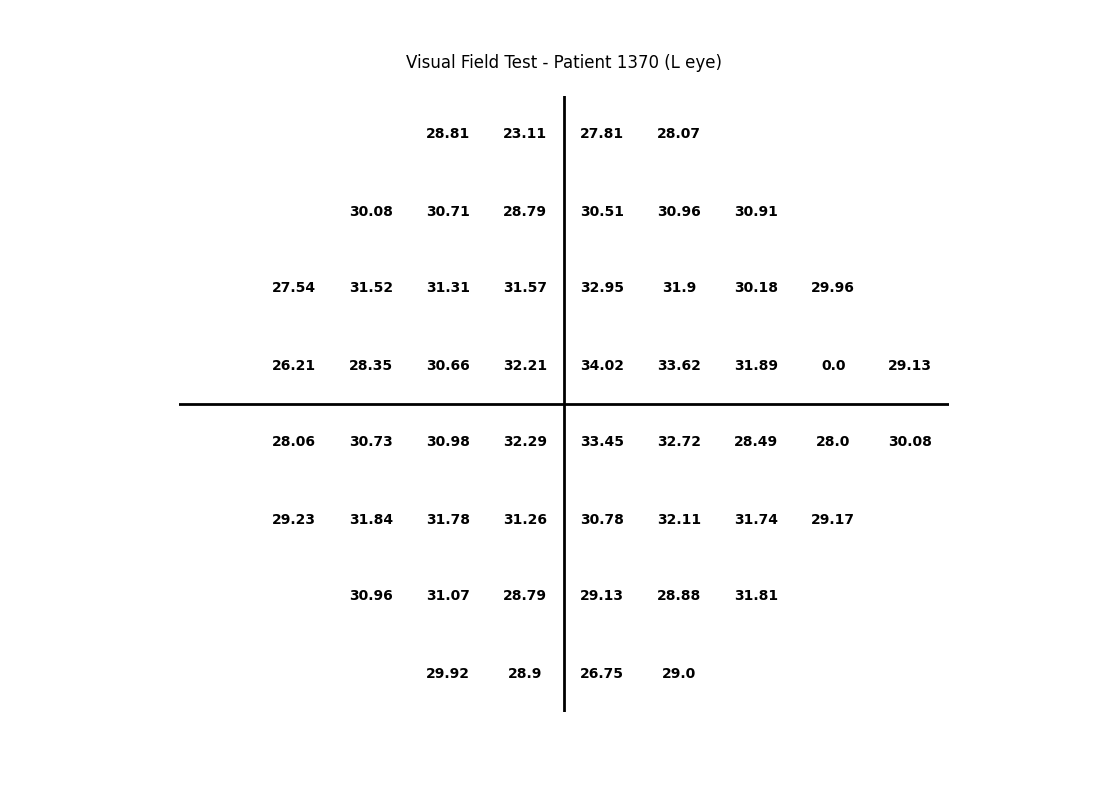 Visual Field Test - Patient 1370 (L eye)
28.81 23.11 27.81 28.07
30.08 30.71 28.79 30.51 30.96 30.91
27.54 31.52 31.31 31.57 32.95 31.9 30.18 29.96
26.21 28.35 30.66 32.21 34.02 33.62 31.89 0.0 29.13
28.06 30.73 30.98 32.29 33.45 32.72 28.49 28.0 30.08
29.23 31.84 31.78 31.26 30.78 32.11 31.74 29.17
30.96 31.07 28.79 29.13 28.88 31.81
29.92 28.9 26.75 29.0